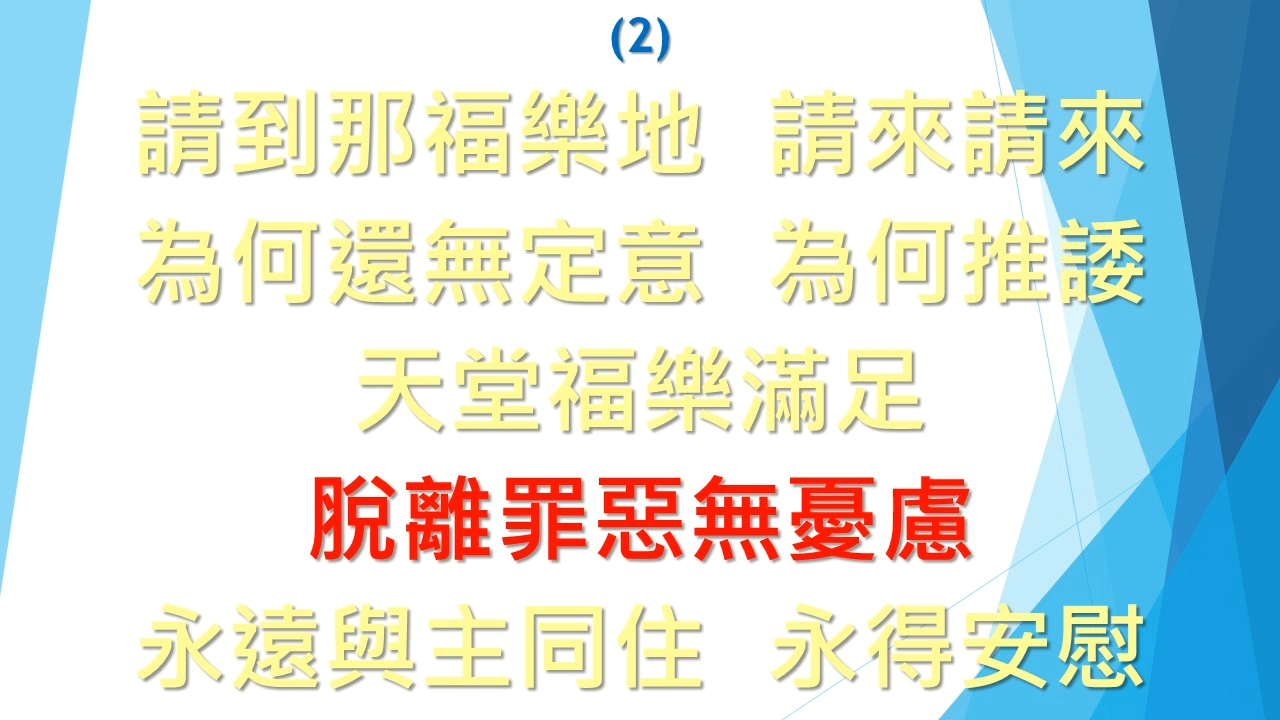 (2)
請到那福樂地 請來請來
為何還無定意 為何推諉
天堂福樂滿足
脫離罪惡無憂慮
永遠與主同住 永得安慰